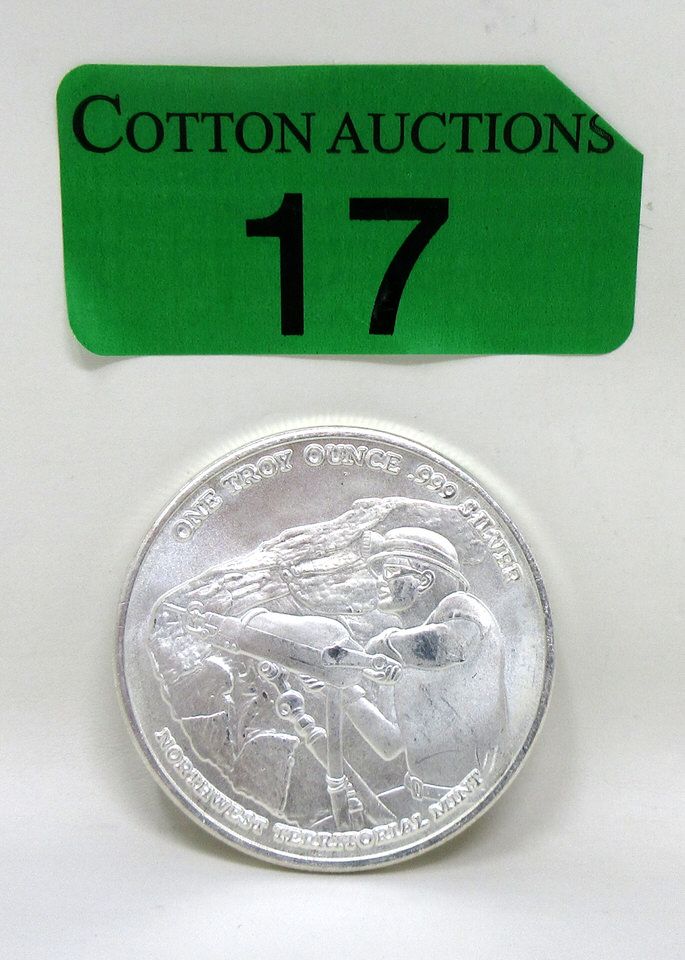 COTTON AUCTIONS
17
ONE TROY OUNCE .999 SILVER
NORTHWEST TERRITORIAL MINT